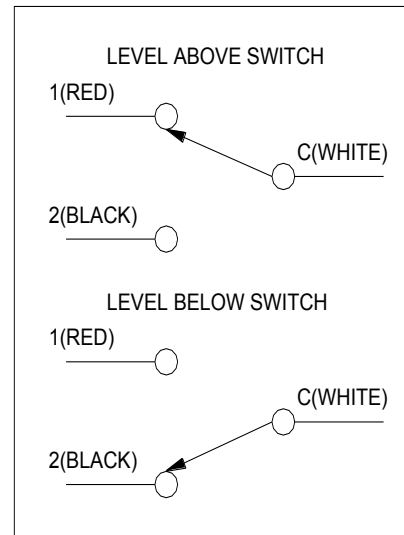 LEVEL ABOVE SWITCH
1(RED)
C(WHITE)
2(BLACK)
LEVEL BELOW SWITCH
1(RED)
C(WHITE)
2(BLACK)